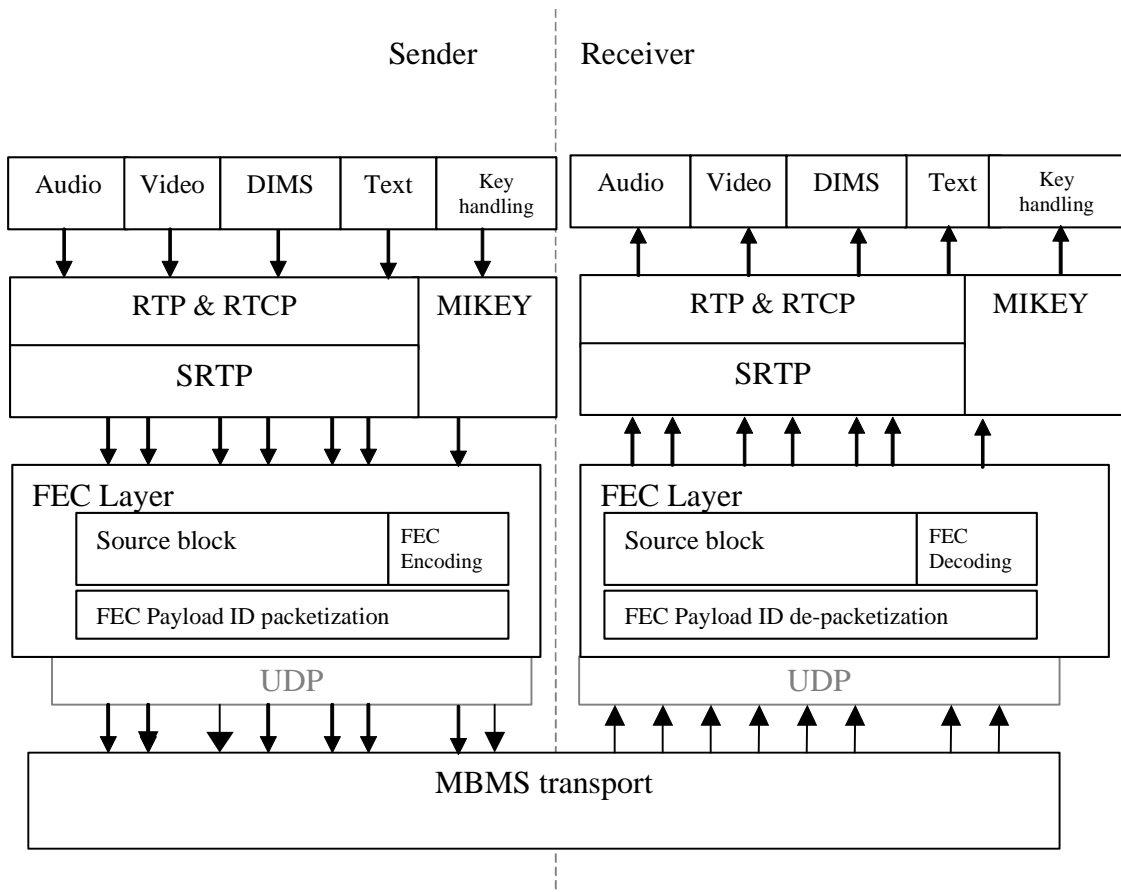 Sender Receiver
Audio Video DIMS Text Key handling Audio Video DIMS Text Key handling
RTP & RTCP MIKEY RTP & RTCP MIKEY
SRTP SRTP
FEC Layer FEC Layer
Source block FEC Encoding Source block FEC Decoding
FEC Payload ID packetization FEC Payload ID de-packetization
UDP UDP
MBMS transport